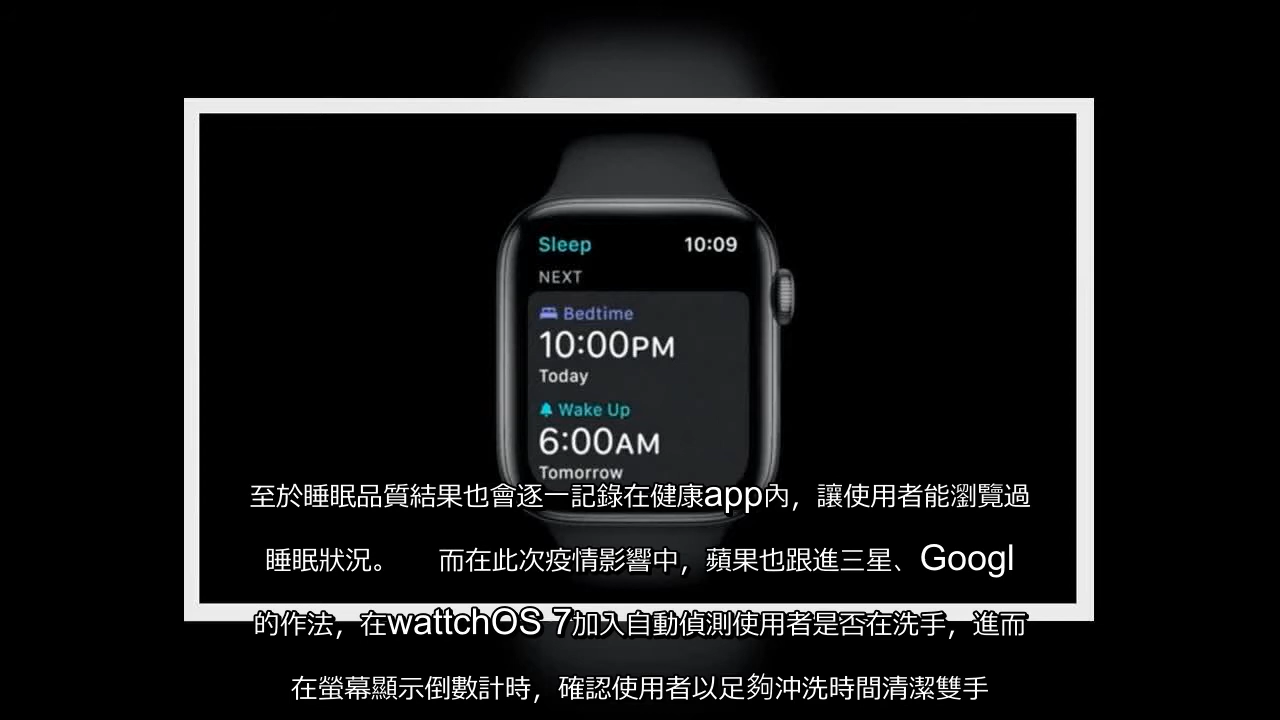 Sleep 10:09
NEXT
Bedtime
10:00PM
Today
Wake Up
6:00AM
Tomorrow
至於睡眠品質結果也會逐一記錄在健康app內，讓使用者能瀏覽過
睡眠狀況。 而在此次疫情影響中，蘋果也跟進三星、Googl
的作法，在wattchOS 7加入自動偵測使用者是否在洗手，進而
在螢幕顯示倒數計時，確認使用者以足夠沖洗時間清潔雙手